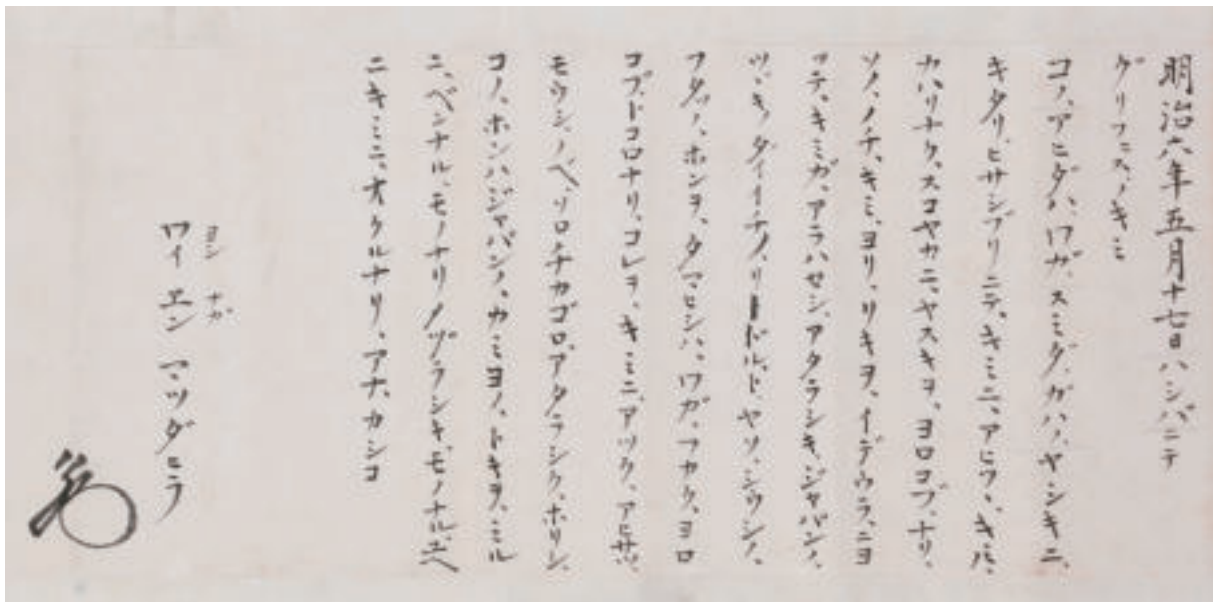 明治六年五月十七日ハシバニテ
グリフユスノキミ
コノ、アヒダハ、ワガ、スミダ、ガハノ、ヤシキニ、
キタリ、ヒサシブリニテ、キミニ、アヒワヽ、キミ、
カハリナク、スコヤカニ、ヤスキヲ、ヨロコブ、ナリ、
ソノ、ノチ、キミ、ヨリ、リキヲ、イデウラ、ニヨ
ツテ、キミガ、アラハセシ、アタラシキ、ジャパンノ、
ツヾキノダイイチノ、リードルド、ヤソ、シウシノ、
フタツノ、ホンヲ、タマヒシハ、ワガ、フカク、ヨロ
コブ、トコロナリ、コレヲ、キミニ、アツク、アヒサツ、
モウシノベ、ソロチカゴロ、アタラシク、ホリシ、
コノ、ホンハジャパンノ、カミヨノ、トキヲ、ミル
ニ、ベンナル、モノナリノヅラシキ、モノナルユヘ
ニキミニ、オクルナリ、アナ、カシコ
ヨシ ナガ
ワイ エン マツダヒラ